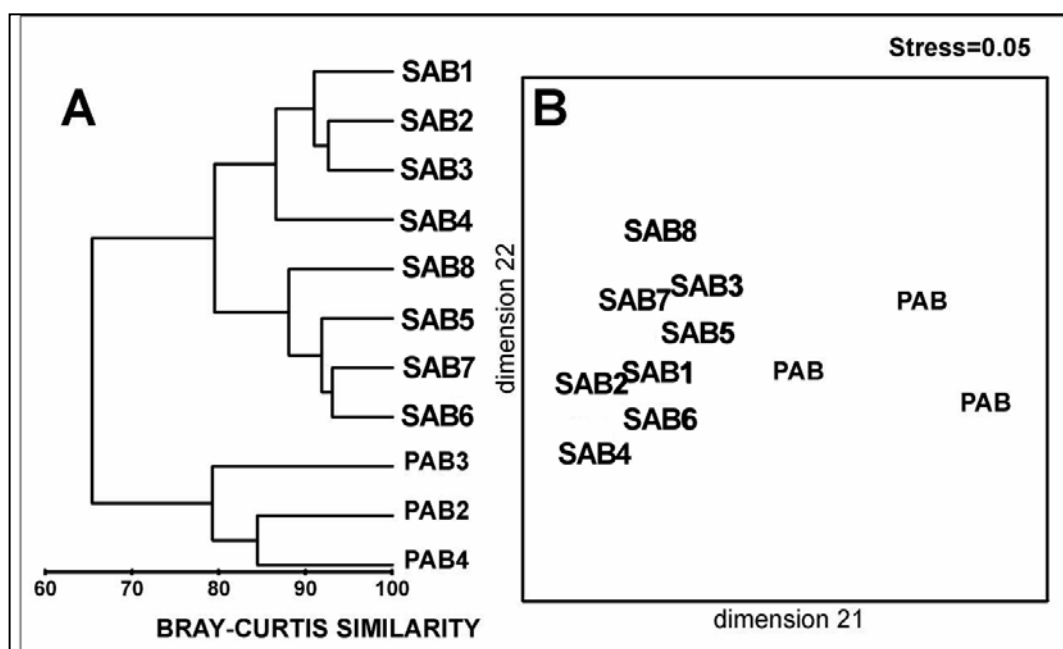 Stress=0.05
A
SAB1
SAB2
SAB3
SAB4
SAB8
SAB5
SAB7
SAB6
PAB3
PAB2
PAB4
60 70 80 90 100
BRAY-CURTIS SIMILARITY
B
dimension 22
SAB8
SAB3
SAB7
PAB
SAB5
SAB1
PAB
SAB2
PAB
SAB6
SAB4
dimension 21